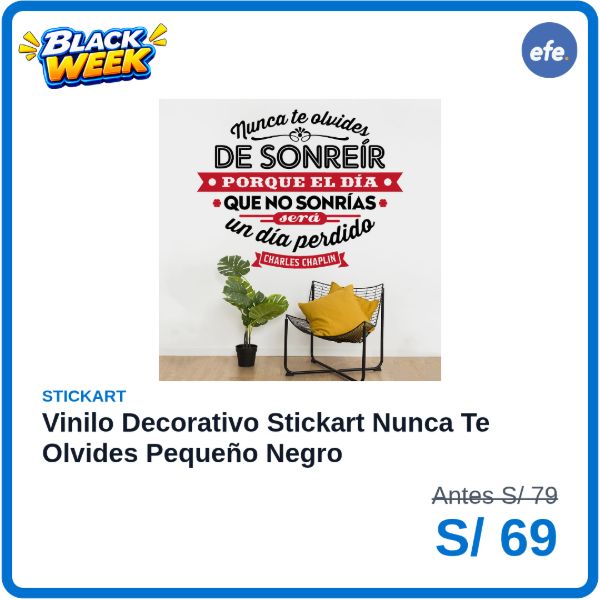 BLACK
WEEK
efe.
Nunca te olvides
DE SONREÍR
PORQUE EL DÍA
QUE NO SONRÍAS
será
un día perdido
CHARLES CHAPLIN
STICKART
Vinilo Decorativo Stickart Nunca Te
Olvides Pequeño Negro
Antes S/ 79
S/ 69